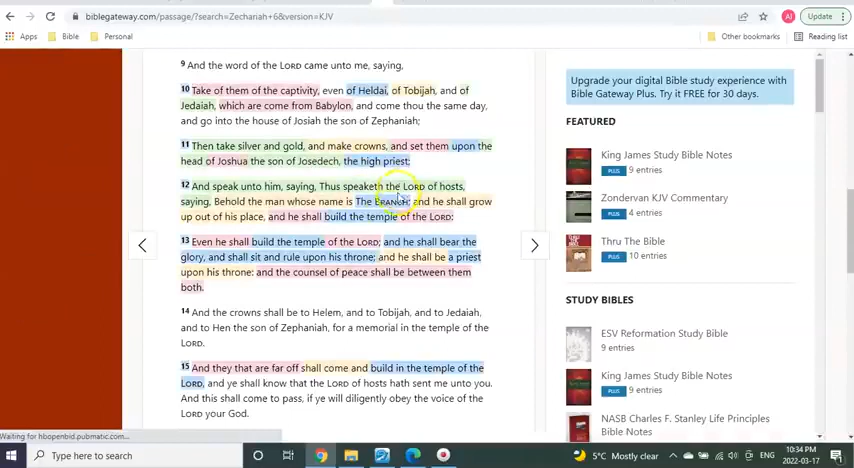 biblegateway.com/passage/?search=Zechariah+6&version=KJV
AI
Update
Apps
Bible
Personal
Other bookmarks
Reading list
9 And the word of the LORD came unto me, saying,
10 Take of them of the captivity, even of Heldai, of Tobijah, and of
Jedaiah, which are come from Babylon, and come thou the same day,
and go into the house of Josiah the son of Zephaniah;
11 Then take silver and gold, and make crowns, and set them upon the
head of Joshua the son of Josedech, the high priest;
12 And speak unto him, saying, Thus speaketh the LORD of hosts,
saying, Behold the man whose name is The BRANCH; and he shall grow
up out of his place, and he shall build the temple of the LORD:
13 Even he shall build the temple of the LORD; and he shall bear the
glory, and shall sit and rule upon his throne; and he shall be a priest
upon his throne: and the counsel of peace shall be between them
both.
14 And the crowns shall be to Helem, and to Tobijah, and to Jedaiah,
and to Hen the son of Zephaniah, for a memorial in the temple of the
LORD.
15 And they that are far off shall come and build in the temple of the
LORD, and ye shall know that the LORD of hosts hath sent me unto you.
And this shall come to pass, if ye will diligently obey the voice of the
LORD your God.
Upgrade your digital Bible study experience with
Bible Gateway Plus. Try it FREE for 30 days.
FEATURED
King James Study Bible
PLUS 9 entries
Zondervan KJV Commentary
PLUS 4 entries
Thru The Bible
PLUS 10 entries
STUDY BIBLES
ESV Reformation Study Bible
9 entries
King James Study Bible
PLUS 9 entries
NASB Charles F. Stanley Life Principles
Bible Notes
Waiting for hbopenbid.pubmatic.com...
Type here to search
5°C Mostly clear
ENG
10:34 PM
2022-03-17